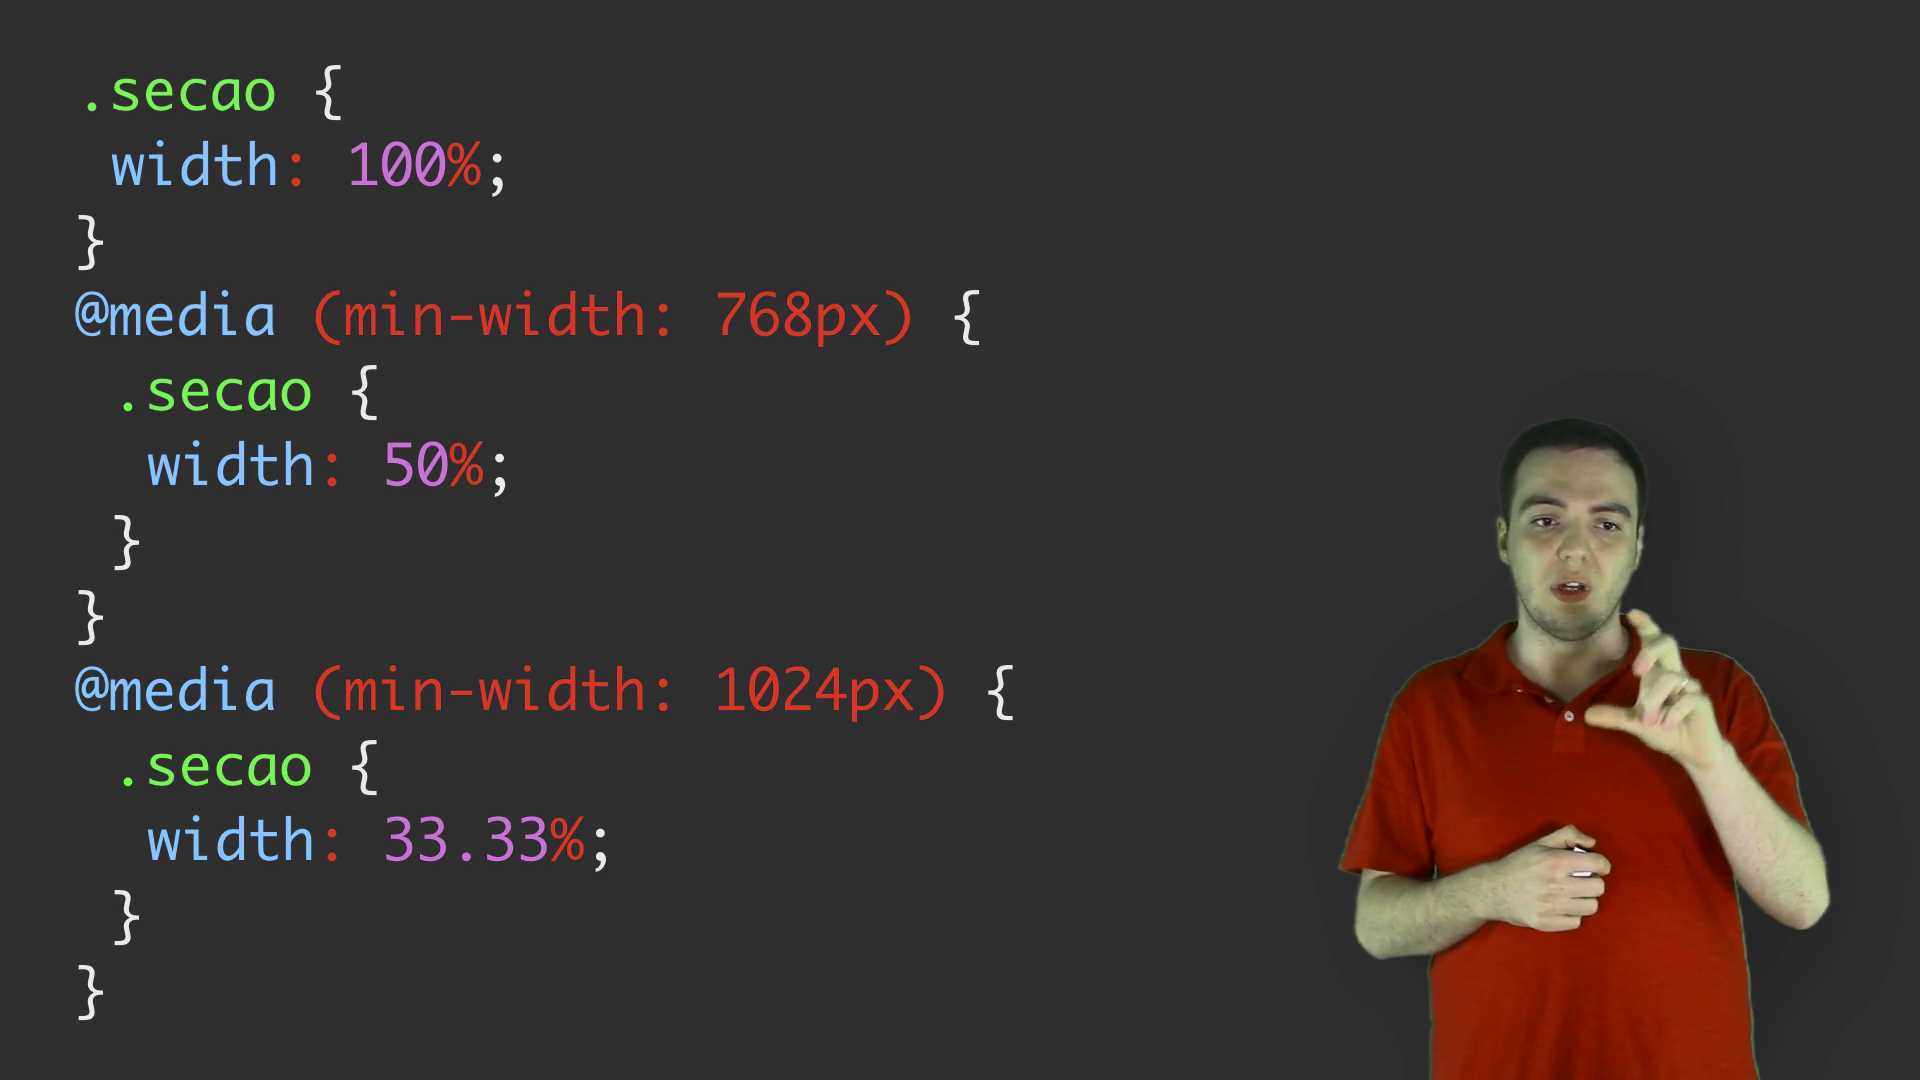 .secao {
width: 100%;
}
@media (min-width: 768px) {
.secao {
width: 50%;
}
}
@media (min-width: 1024px) {
.secao {
width: 33.33%;
}
}